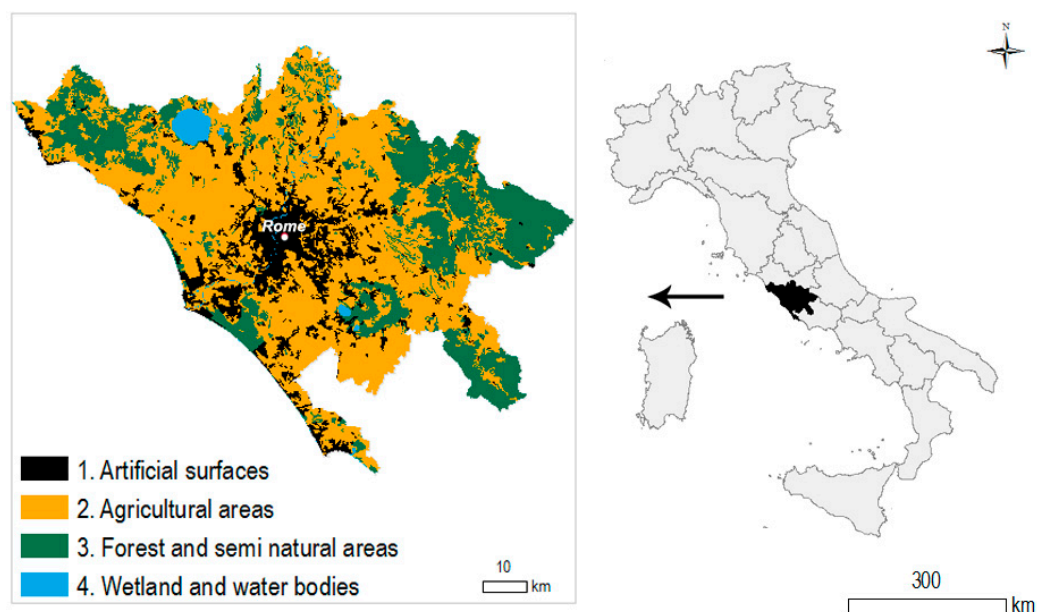 N
Rome
1. Artificial surfaces
2. Agricultural areas
3. Forest and semi natural areas
4. Wetland and water bodies
10
km
300
km